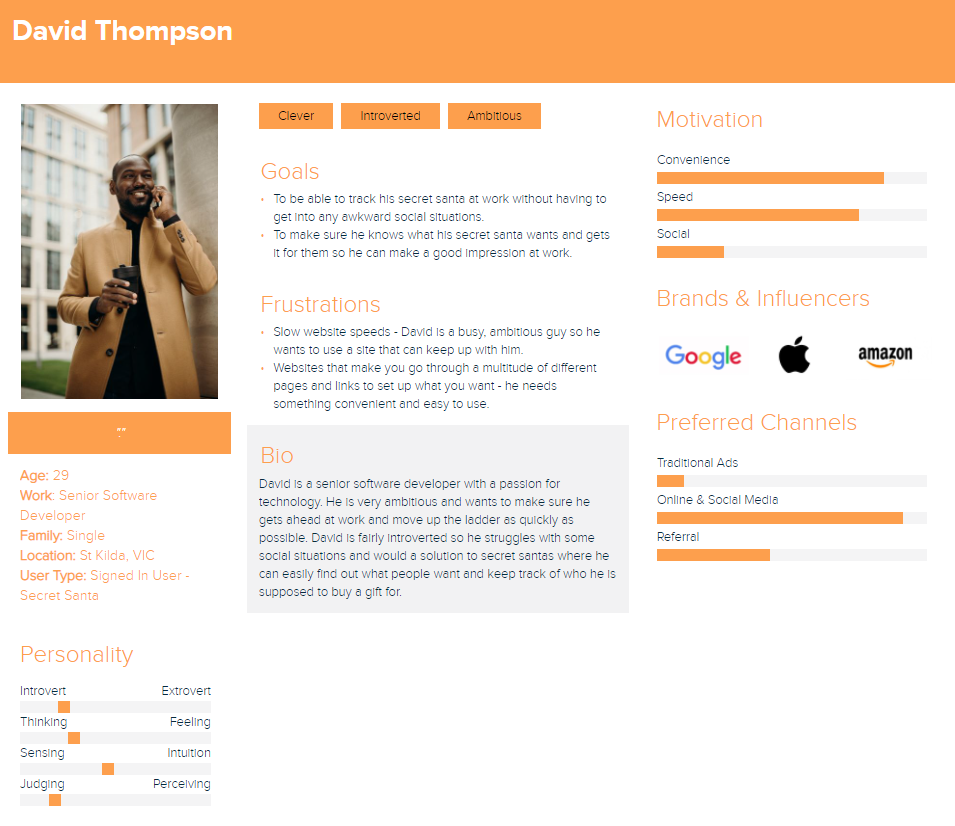 David Thompson
“.”
Age: 29
Work: Senior Software
Developer
Family: Single
Location: St Kilda, VIC
User Type: Signed In User -
Secret Santa
Personality
Introvert Extrovert
Thinking Feeling
Sensing Intuition
Judging Perceiving
Clever Introverted Ambitious
Goals
To be able to track his secret santa at work without having to
get into any awkward social situations.
To make sure he knows what his secret santa wants and gets
it for them so he can make a good impression at work.
Frustrations
Slow website speeds - David is a busy, ambitious guy so he
wants to use a site that can keep up with him.
Websites that make you go through a multitude of different
pages and links to set up what you want - he needs
something convenient and easy to use.
Bio
David is a senior software developer with a passion for
technology. He is very ambitious and wants to make sure he
gets ahead at work and move up the ladder as quickly as
possible. David is fairly introverted so he struggles with some
social situations and would a solution to secret santas where he
can easily find out what people want and keep track of who he is
supposed to buy a gift for.
Motivation
Convenience
Speed
Social
Brands & Influencers
Google
amazon
Preferred Channels
Traditional Ads
Online & Social Media
Referral